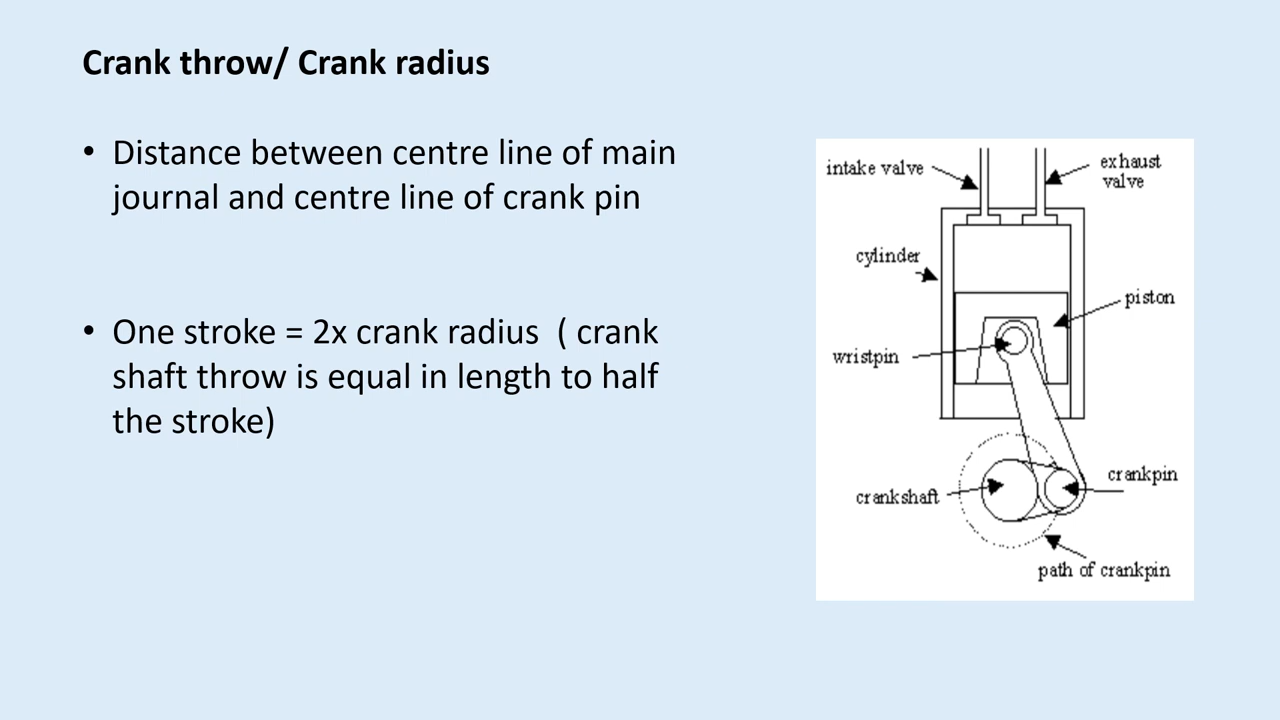 Crank throw/ Crank radius
• Distance between centre line of main
journal and centre line of crank pin
• One stroke = 2x crank radius ( crank
shaft throw is equal in length to half
the stroke)
intake valve
exhaust
valve
cylinder
piston
wristpin
crankpin
crankshaft
path of crankpin